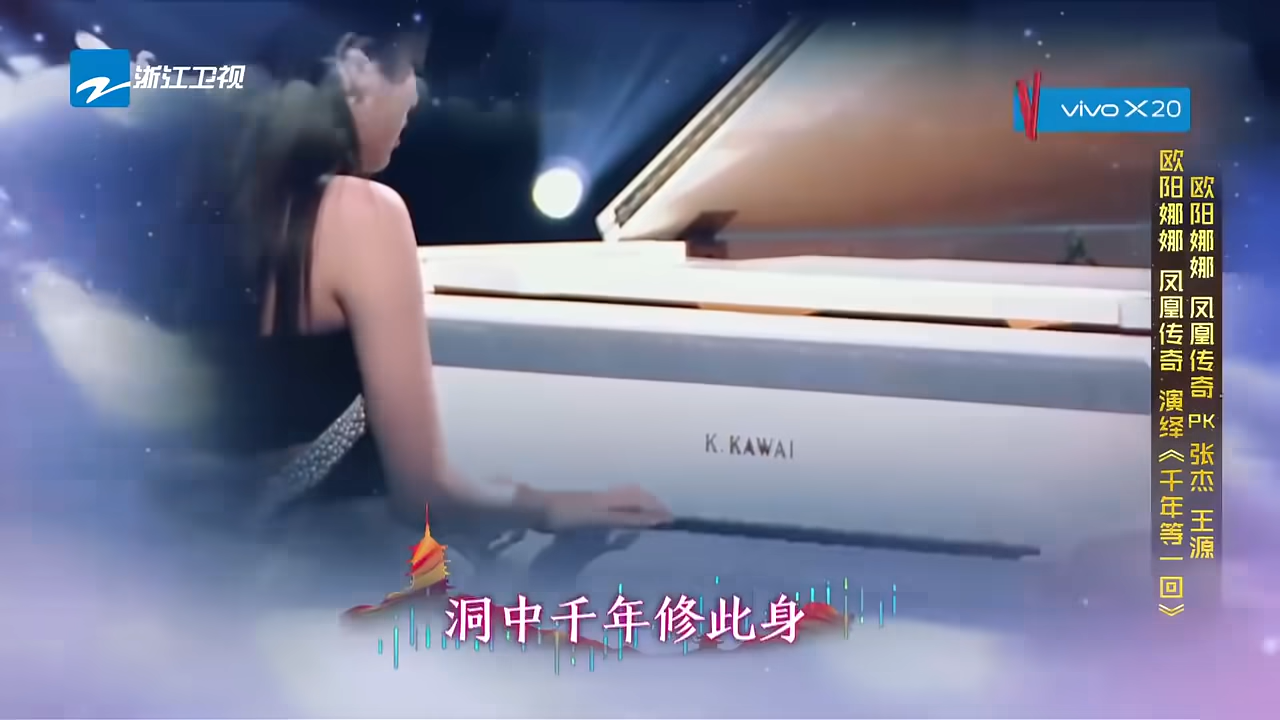 浙江卫视
vivo X20
欧阳娜娜 凤凰传奇 PK 张杰 王源
欧阳娜娜 凤凰传奇 演绎《千年等一回》
K.KAWAI
洞中千年修此身